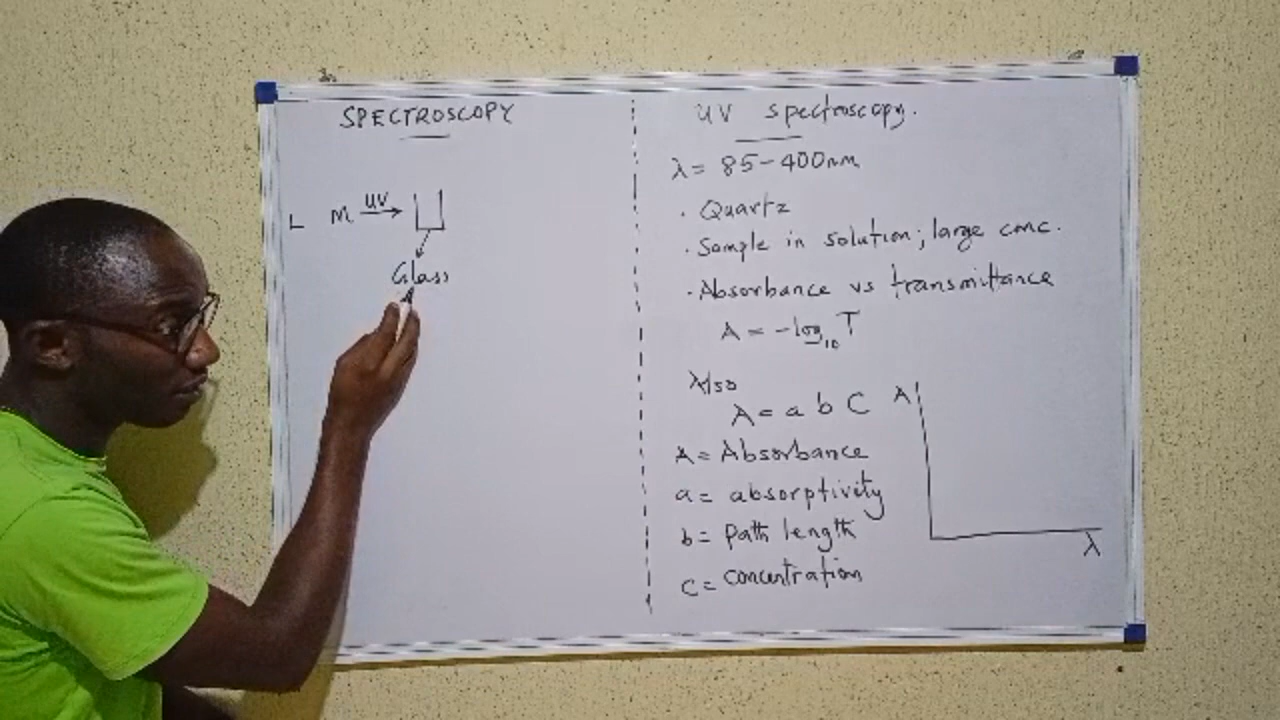 SPECTROSCOPY
L M UV
Glass
UV spectroscopy.
λ = 85-400nm
· Quartz
· Sample in solution; large conc.
· Absorbance vs transmittance
A = -log₁₀ T
Also
A = a b C
A
A = Absorbance
a = absorptivity
b = Path length
C = concentration
λ